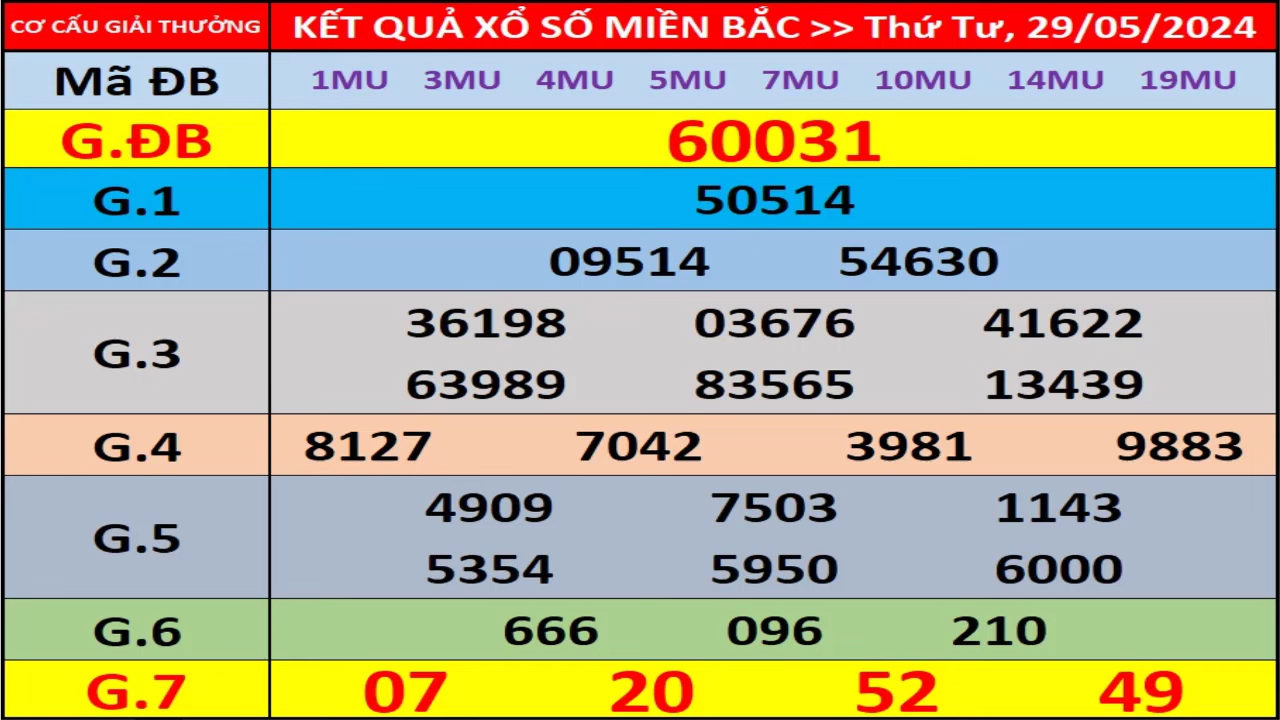 CƠ CẤU GIẢI THƯỞNG KẾT QUẢ XỔ SỐ MIỀN BẮC >> Thứ Tư, 29/05/2024
Mã ĐB 1MU 3MU 4MU 5MU 7MU 10MU 14MU 19MU
G.ĐB 60031
G.1 50514
G.2 09514 54630
G.3 36198 03676 41622
63989 83565 13439
G.4 8127 7042 3981 9883
G.5 4909 7503 1143
5354 5950 6000
G.6 666 096 210
G.7 07 20 52 49